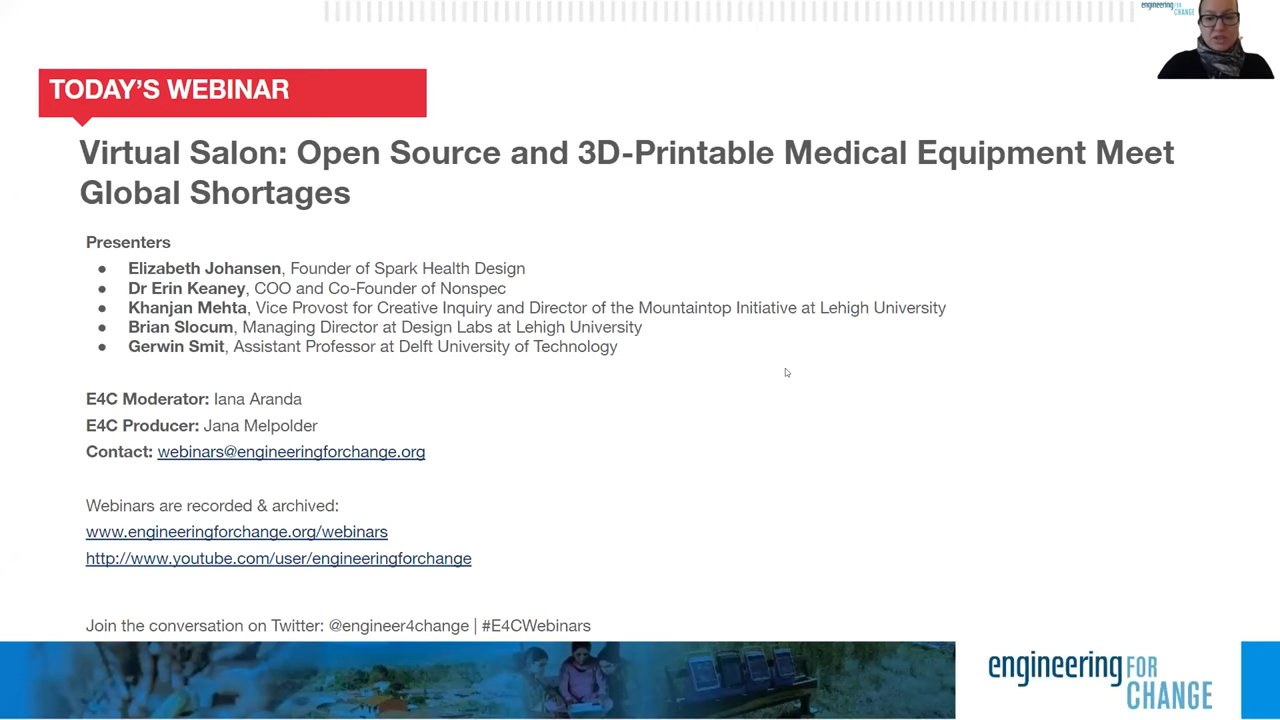 engineering FOR CHANGE
TODAY'S WEBINAR
Virtual Salon: Open Source and 3D-Printable Medical Equipment Meet
Global Shortages
Presenters
● Elizabeth Johansen, Founder of Spark Health Design
● Dr Erin Keaney, COO and Co-Founder of Nonspec
● Khanjan Mehta, Vice Provost for Creative Inquiry and Director of the Mountaintop Initiative at Lehigh University
● Brian Slocum, Managing Director at Design Labs at Lehigh University
● Gerwin Smit, Assistant Professor at Delft University of Technology
E4C Moderator: Iana Aranda
E4C Producer: Jana Melpolder
Contact: webinars@engineeringforchange.org
Webinars are recorded & archived:
www.engineeringforchange.org/webinars
http://www.youtube.com/user/engineeringforchange
Join the conversation on Twitter: @engineer4change | #E4CWebinars
engineering FOR
CHANGE